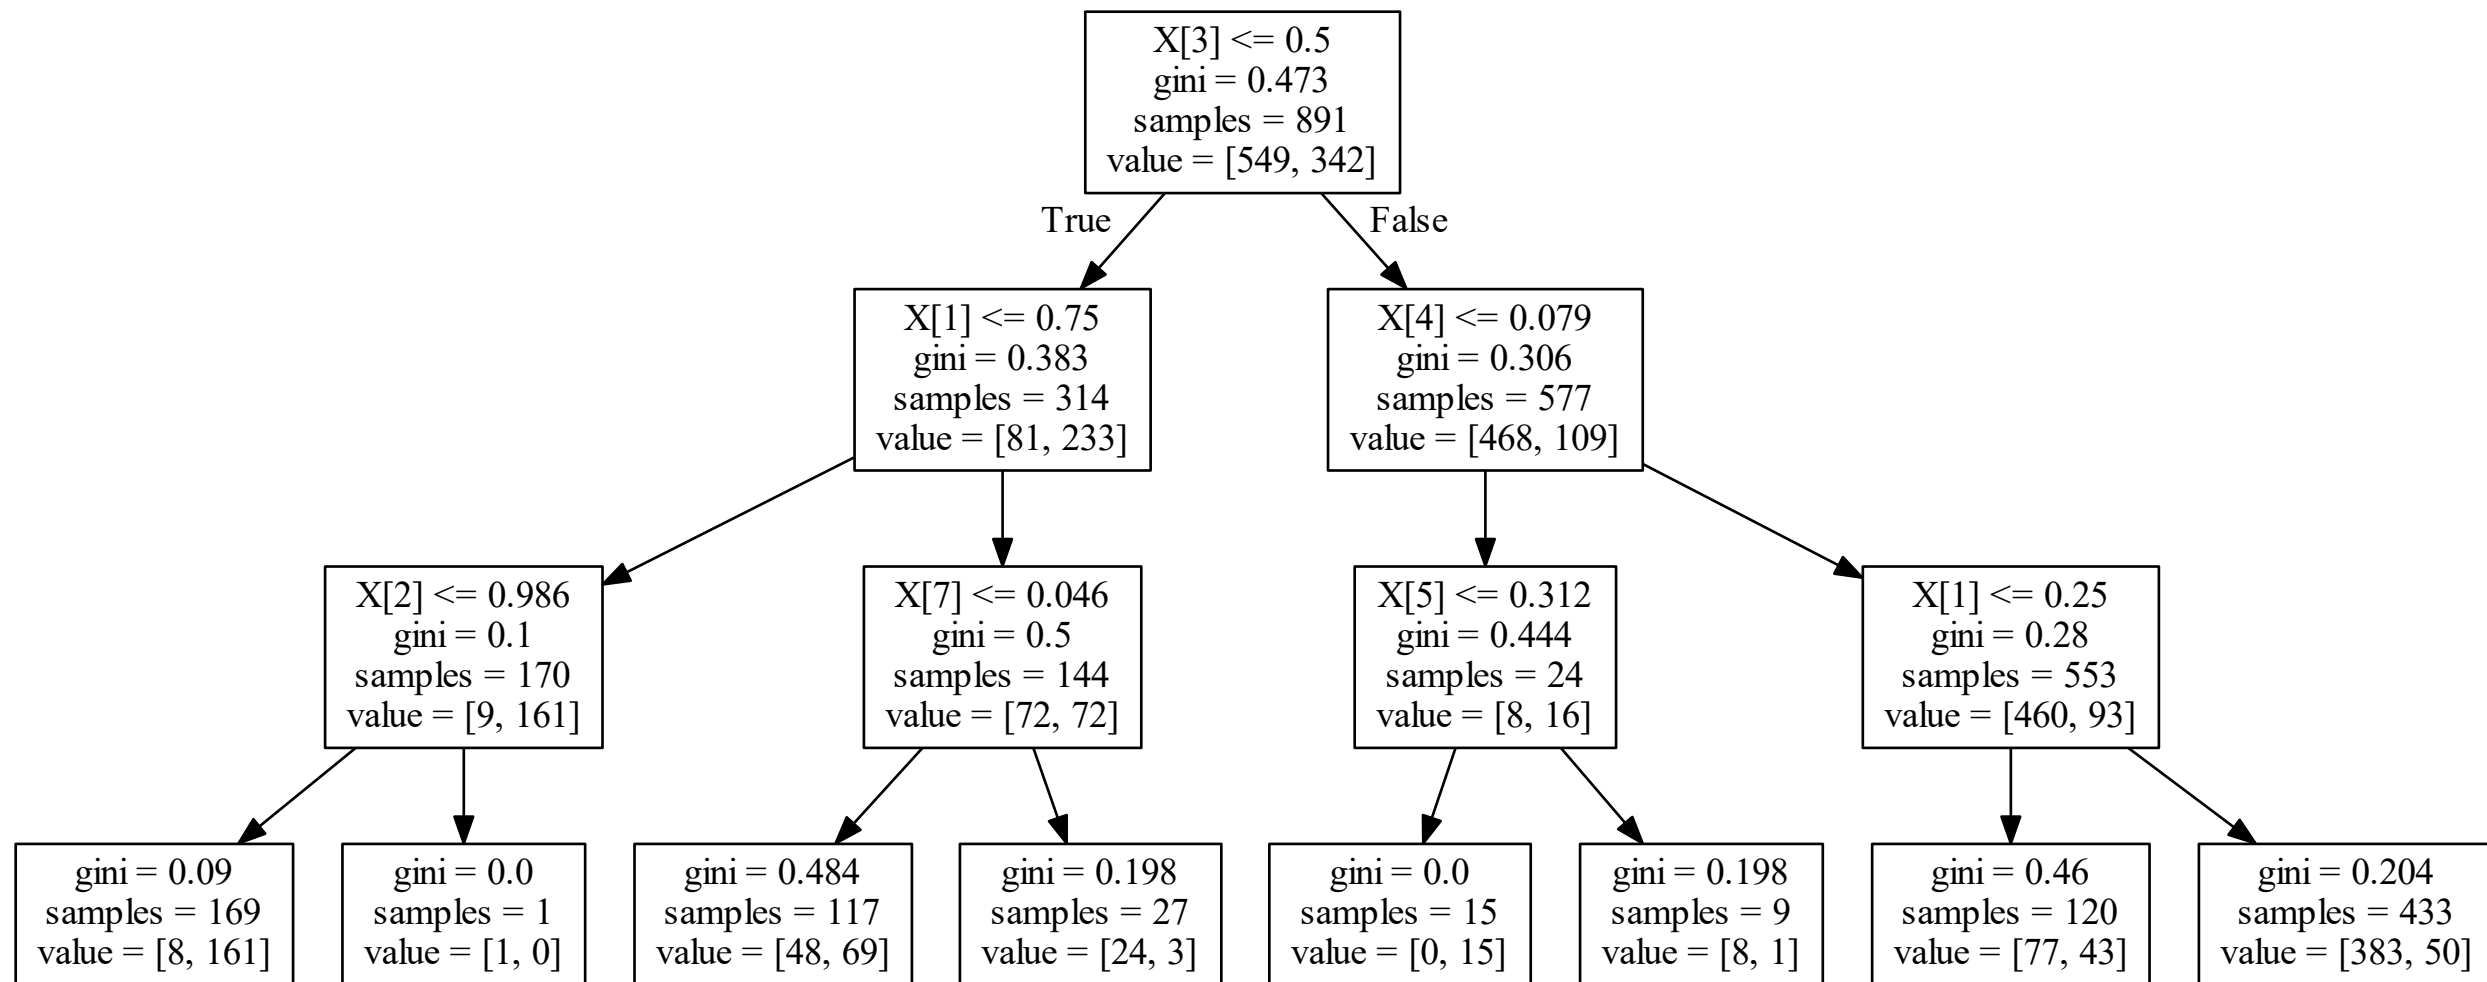 X[3] <= 0.5
gini = 0.473
samples = 891
value = [549, 342]
True
False
X[1] <= 0.75
gini = 0.383
samples = 314
value = [81, 233]
X[4] <= 0.079
gini = 0.306
samples = 577
value = [468, 109]
X[2] <= 0.986
gini = 0.1
samples = 170
value = [9, 161]
X[7] <= 0.046
gini = 0.5
samples = 144
value = [72, 72]
X[5] <= 0.312
gini = 0.444
samples = 24
value = [8, 16]
X[1] <= 0.25
gini = 0.28
samples = 553
value = [460, 93]
gini = 0.09
samples = 169
value = [8, 161]
gini = 0.0
samples = 1
value = [1, 0]
gini = 0.484
samples = 117
value = [48, 69]
gini = 0.198
samples = 27
value = [24, 3]
gini = 0.0
samples = 15
value = [0, 15]
gini = 0.198
samples = 9
value = [8, 1]
gini = 0.46
samples = 120
value = [77, 43]
gini = 0.204
samples = 433
value = [383, 50]